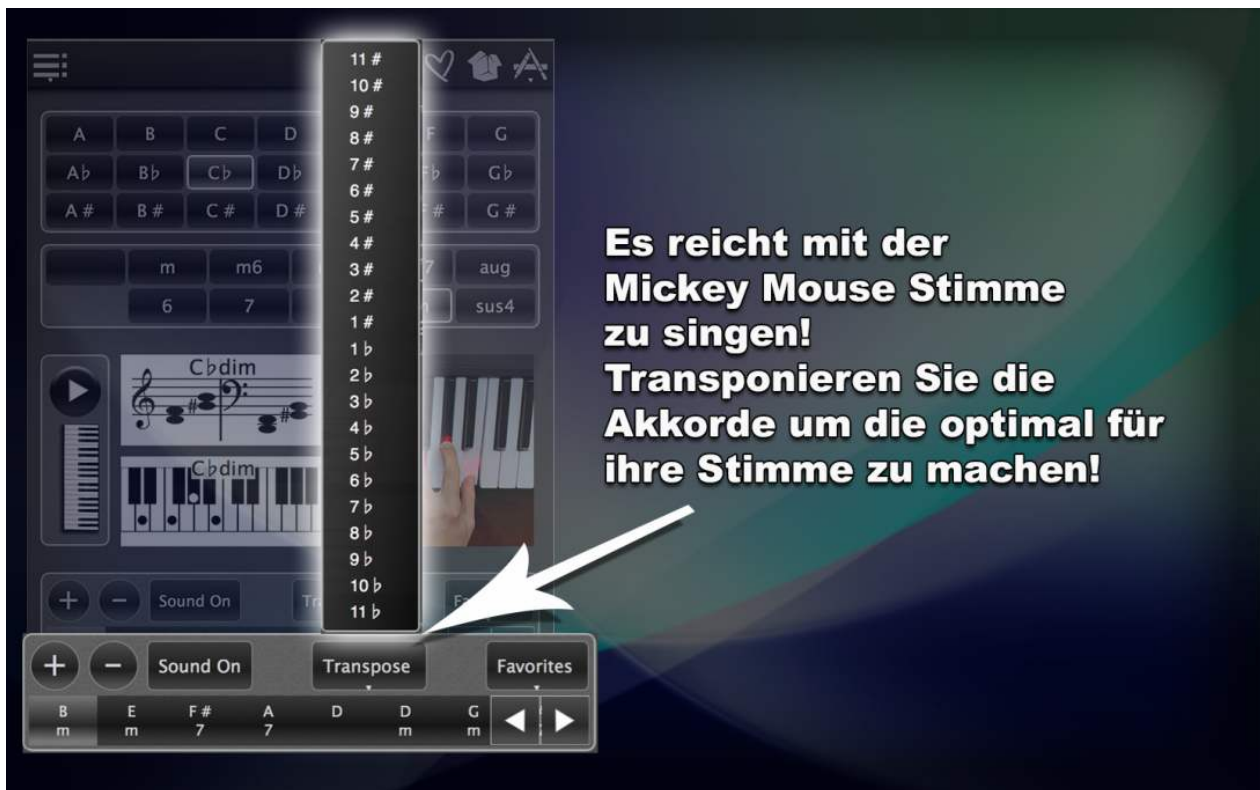 11 #
10 #
9 #
8 #
7 #
6 #
5 #
4 #
3 #
2 #
1 #
1 ♭
2 ♭
3 ♭
4 ♭
5 ♭
6 ♭
7 ♭
8 ♭
9 ♭
10 ♭
11 ♭
A B C D F G
A♭ B♭ C♭ D♭ G♭
A # B # C # D # G #
m m6 aug
6 7 sus4
C♭dim
C♭dim
Sound On
Es reicht mit der
Mickey Mouse Stimme
zu singen!
Transponieren Sie die
Akkorde um die optimal für
ihre Stimme zu machen!
+ − Sound On Transpose Favorites
B E F # A D D G
m m 7 7 m m